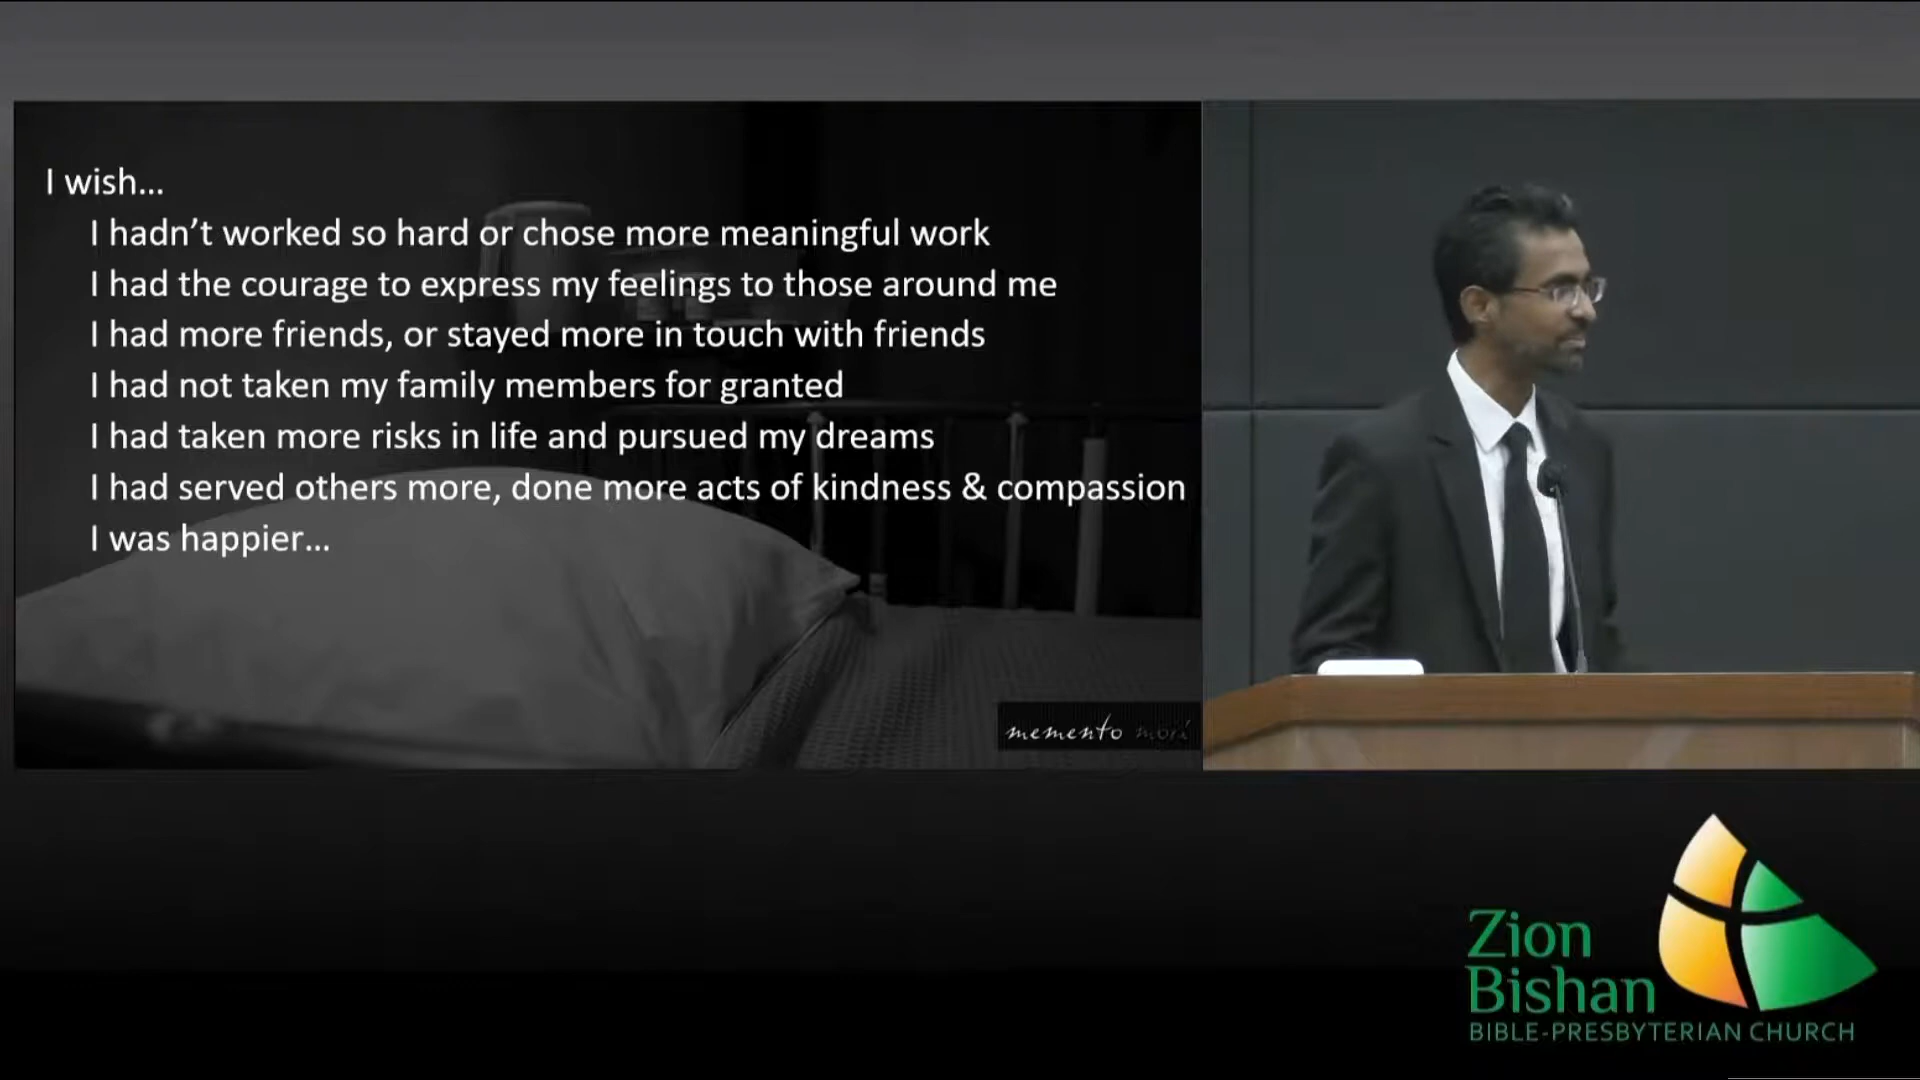 I wish...
I hadn't worked so hard or chose more meaningful work
I had the courage to express my feelings to those around me
I had more friends, or stayed more in touch with friends
I had not taken my family members for granted
I had taken more risks in life and pursued my dreams
I had served others more, done more acts of kindness & compassion
I was happier...
memento mori
Zion
Bishan
BIBLE-PRESBYTERIAN CHURCH